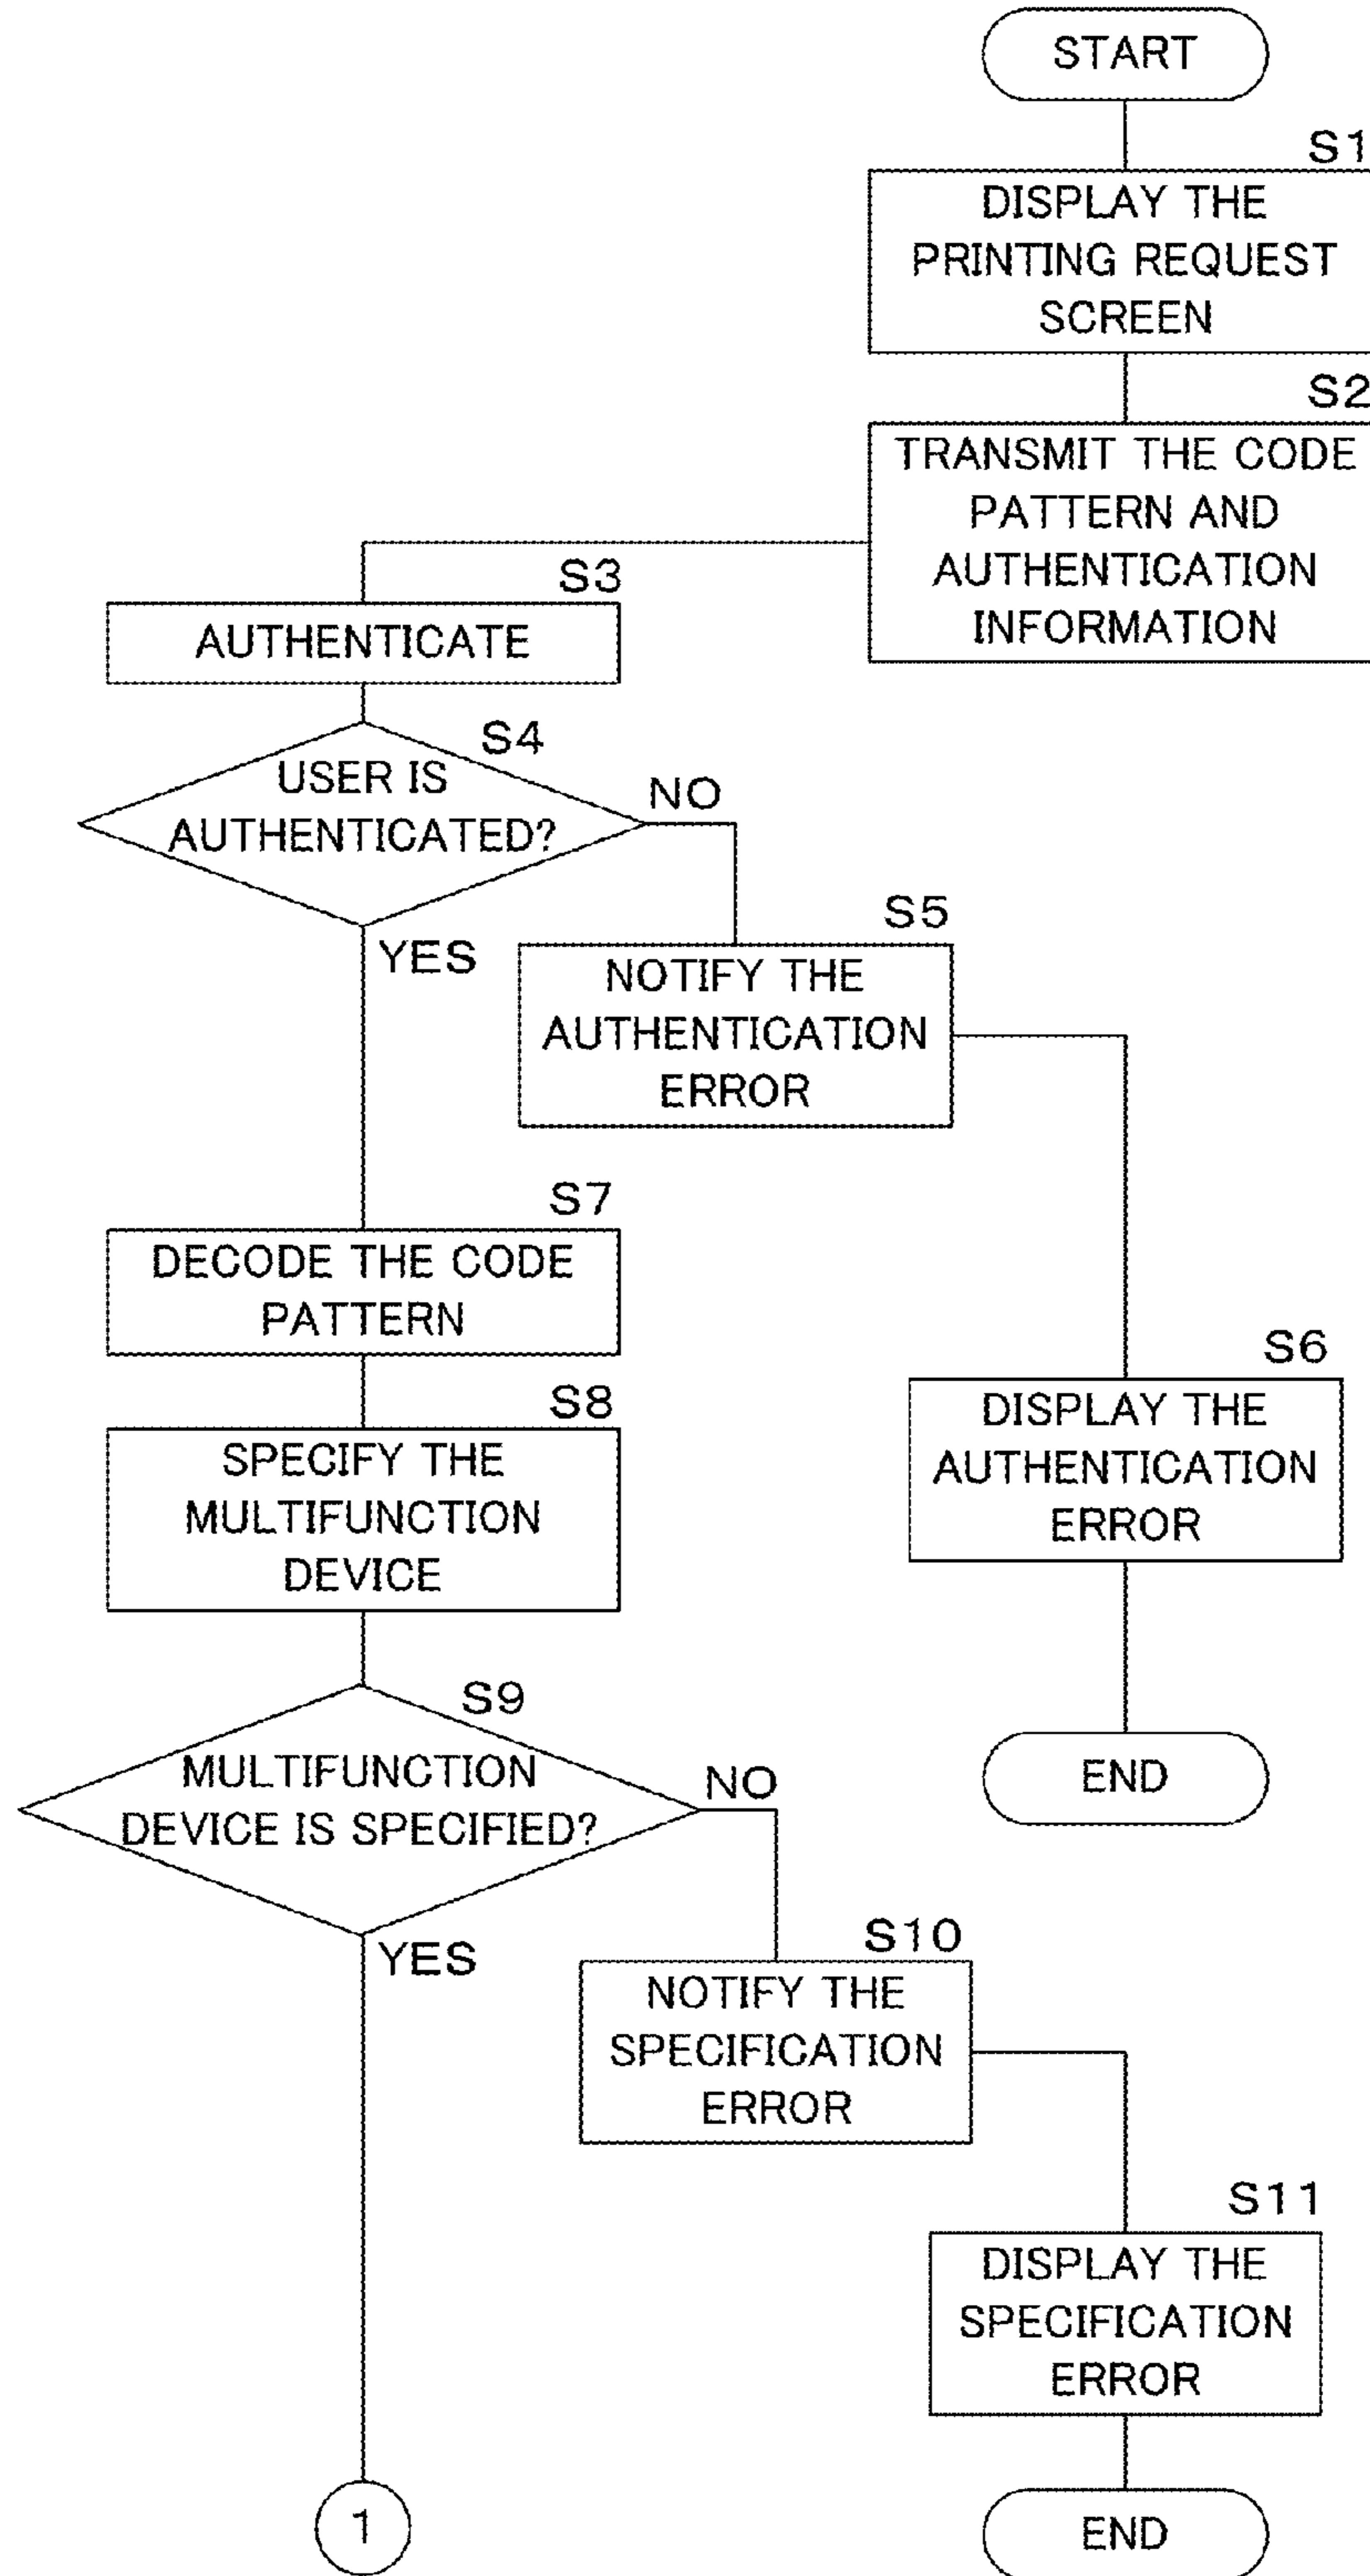 START
S1
DISPLAY THE
PRINTING REQUEST
SCREEN
S2
TRANSMIT THE CODE
PATTERN AND
AUTHENTICATION
INFORMATION
S3
AUTHENTICATE
S4
USER IS
AUTHENTICATED?
NO
YES
S5
NOTIFY THE
AUTHENTICATION
ERROR
S6
DISPLAY THE
AUTHENTICATION
ERROR
END
S7
DECODE THE CODE
PATTERN
S8
SPECIFY THE
MULTIFUNCTION
DEVICE
S9
MULTIFUNCTION
DEVICE IS SPECIFIED?
NO
YES
S10
NOTIFY THE
SPECIFICATION
ERROR
S11
DISPLAY THE
SPECIFICATION
ERROR
END
1